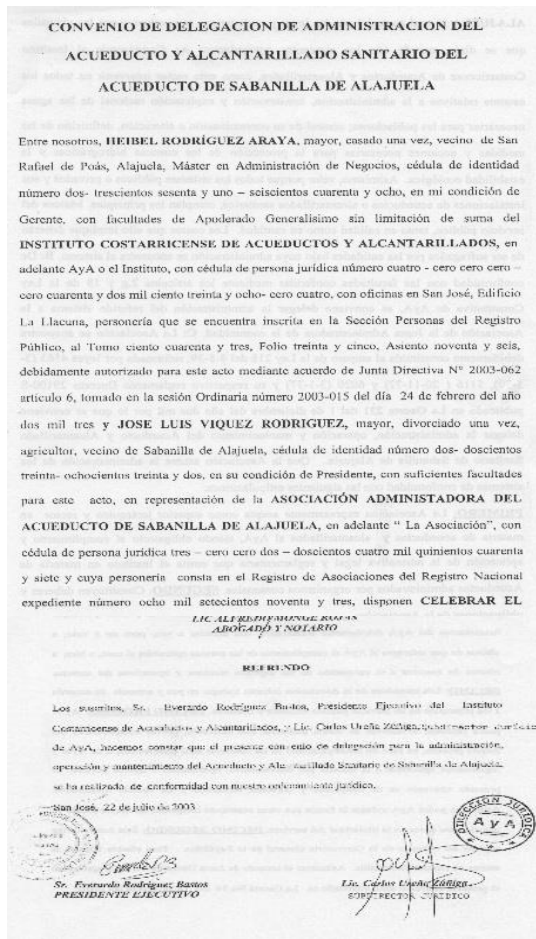 CONVENIO DE DELEGACION DE ADMINISTRACION DEL
ACUEDUCTO Y ALCANTARILLADO SANITARIO DEL
ACUEDUCTO DE SABANILLA DE ALAJUELA
Entre nosotros, HEIBEL RODRÍGUEZ ARAYA, mayor, casado una vez, vecino de San
Rafael de Poás, Alajuela, Máster en Administración de Negocios, cédula de identidad
número dos- trescientos sesenta y uno – seiscientos cuarenta y ocho, en mi condición de
Gerente, con facultades de Apoderado Generalísimo sin limitación de suma del
INSTITUTO COSTARRICENSE DE ACUEDUCTOS Y ALCANTARILLADOS, en
adelante AyA o el Instituto, con cédula de persona jurídica número cuatro - cero cero cero –
cero cuarenta y dos mil ciento treinta y ocho- cero cuatro, con oficinas en San José, Edificio
La Llacuna, personería que se encuentra inscrita en la Sección Personas del Registro
Público, al Tomo ciento cuarenta y tres, Folio treinta y cinco, Asiento noventa y seis,
debidamente autorizado para este acto mediante acuerdo de Junta Directiva N° 2003-062
artículo 6, tomado en la sesión Ordinaria número 2003-015 del día 24 de febrero del año
dos mil tres y JOSE LUIS VIQUEZ RODRIGUEZ, mayor, divorciado una vez,
agricultor, vecino de Sabanilla de Alajuela, cédula de identidad número dos- doscientos
treinta- ochocientos treinta y dos, en su condición de Presidente, con suficientes facultades
para este acto, en representación de la ASOCIACIÓN ADMINISTADORA DEL
ACUEDUCTO DE SABANILLA DE ALAJUELA, en adelante “ La Asociación”, con
cédula de persona jurídica tres – cero cero dos – doscientos cuatro mil quinientos cuarenta
y siete y cuya personería consta en el Registro de Asociaciones del Registro Nacional
expediente número ocho mil setecientos noventa y tres, disponen CELEBRAR EL
LIC ALFREDO MONGE ROJAS
ABOGADO Y NOTARIO
REFRENDO
Los suscritos, Sr. Everardo Rodríguez Bastos, Presidente Ejecutivo del Instituto
Costarricense de Acueductos y Alcantarillados, y Lic. Carlos Ureña Zúñiga, subdirector Jurídico
de AyA, hacemos constar que el presente convenio de delegación para la administración,
operación y mantenimiento del Acueducto y Alcantarillado Sanitario de Sabanilla de Alajuela,
se ha realizado de conformidad con nuestro ordenamiento jurídico.
San José, 22 de julio de 2003
DIRECCION JURIDICA
AyA
Sr. Everardo Rodríguez Bastos
PRESIDENTE EJECUTIVO
Lic. Carlos Ureña Zúñiga
SUBDIRECTOR JURIDICO